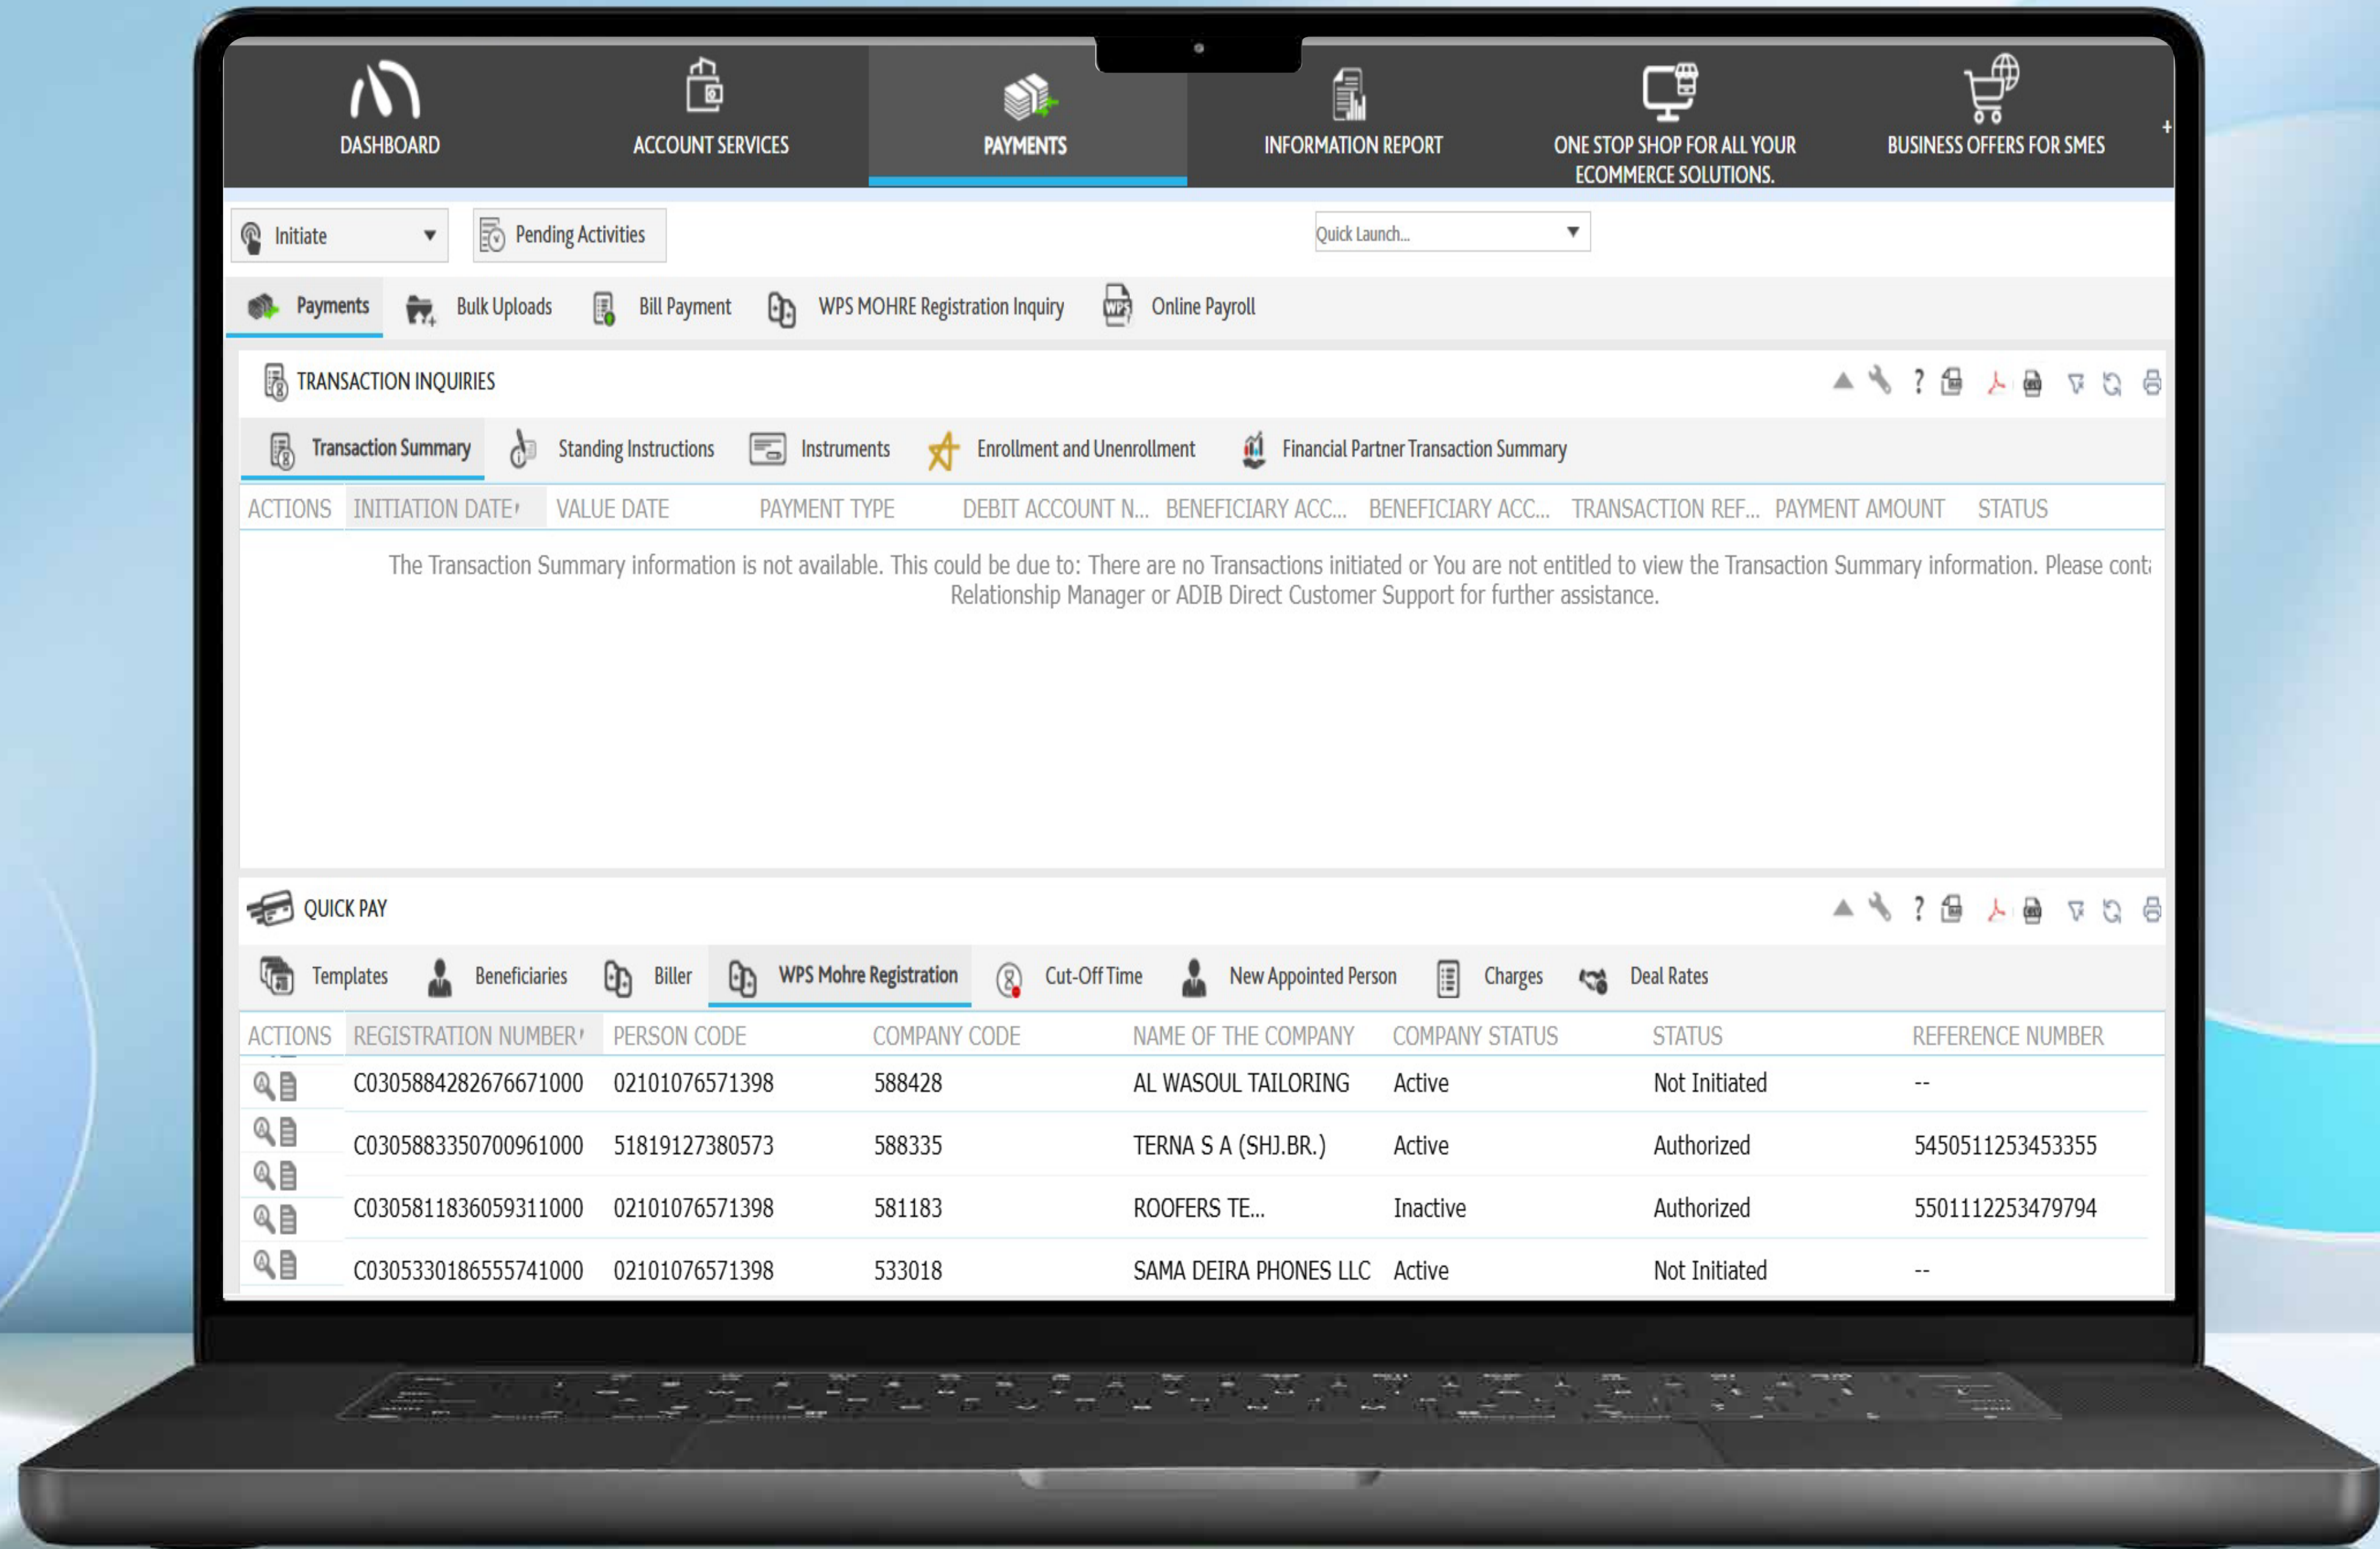 DASHBOARD
ACCOUNT SERVICES
PAYMENTS
INFORMATION REPORT
ONE STOP SHOP FOR ALL YOUR
ECOMMERCE SOLUTIONS.
BUSINESS OFFERS FOR SMES
+
Initiate
Pending Activities
Quick Launch...
Payments
Bulk Uploads
Bill Payment
WPS MOHRE Registration Inquiry
WPS
Online Payroll
TRANSACTION INQUIRIES
?
Transaction Summary
Standing Instructions
Instruments
Enrollment and Unenrollment
Financial Partner Transaction Summary
ACTIONS INITIATION DATE VALUE DATE PAYMENT TYPE DEBIT ACCOUNT N... BENEFICIARY ACC... BENEFICIARY ACC... TRANSACTION REF... PAYMENT AMOUNT STATUS
The Transaction Summary information is not available. This could be due to: There are no Transactions initiated or You are not entitled to view the Transaction Summary information. Please conta
Relationship Manager or ADIB Direct Customer Support for further assistance.
QUICK PAY
?
Templates
Beneficiaries
Biller
WPS Mohre Registration
Cut-Off Time
New Appointed Person
Charges
Deal Rates
ACTIONS REGISTRATION NUMBER PERSON CODE COMPANY CODE NAME OF THE COMPANY COMPANY STATUS STATUS REFERENCE NUMBER
C0305884282676671000 02101076571398 588428 AL WASOUL TAILORING Active Not Initiated --
C0305883350700961000 51819127380573 588335 TERNA S A (SHJ.BR.) Active Authorized 5450511253453355
C0305811836059311000 02101076571398 581183 ROOFERS TE... Inactive Authorized 5501112253479794
C0305330186555741000 02101076571398 533018 SAMA DEIRA PHONES LLC Active Not Initiated --